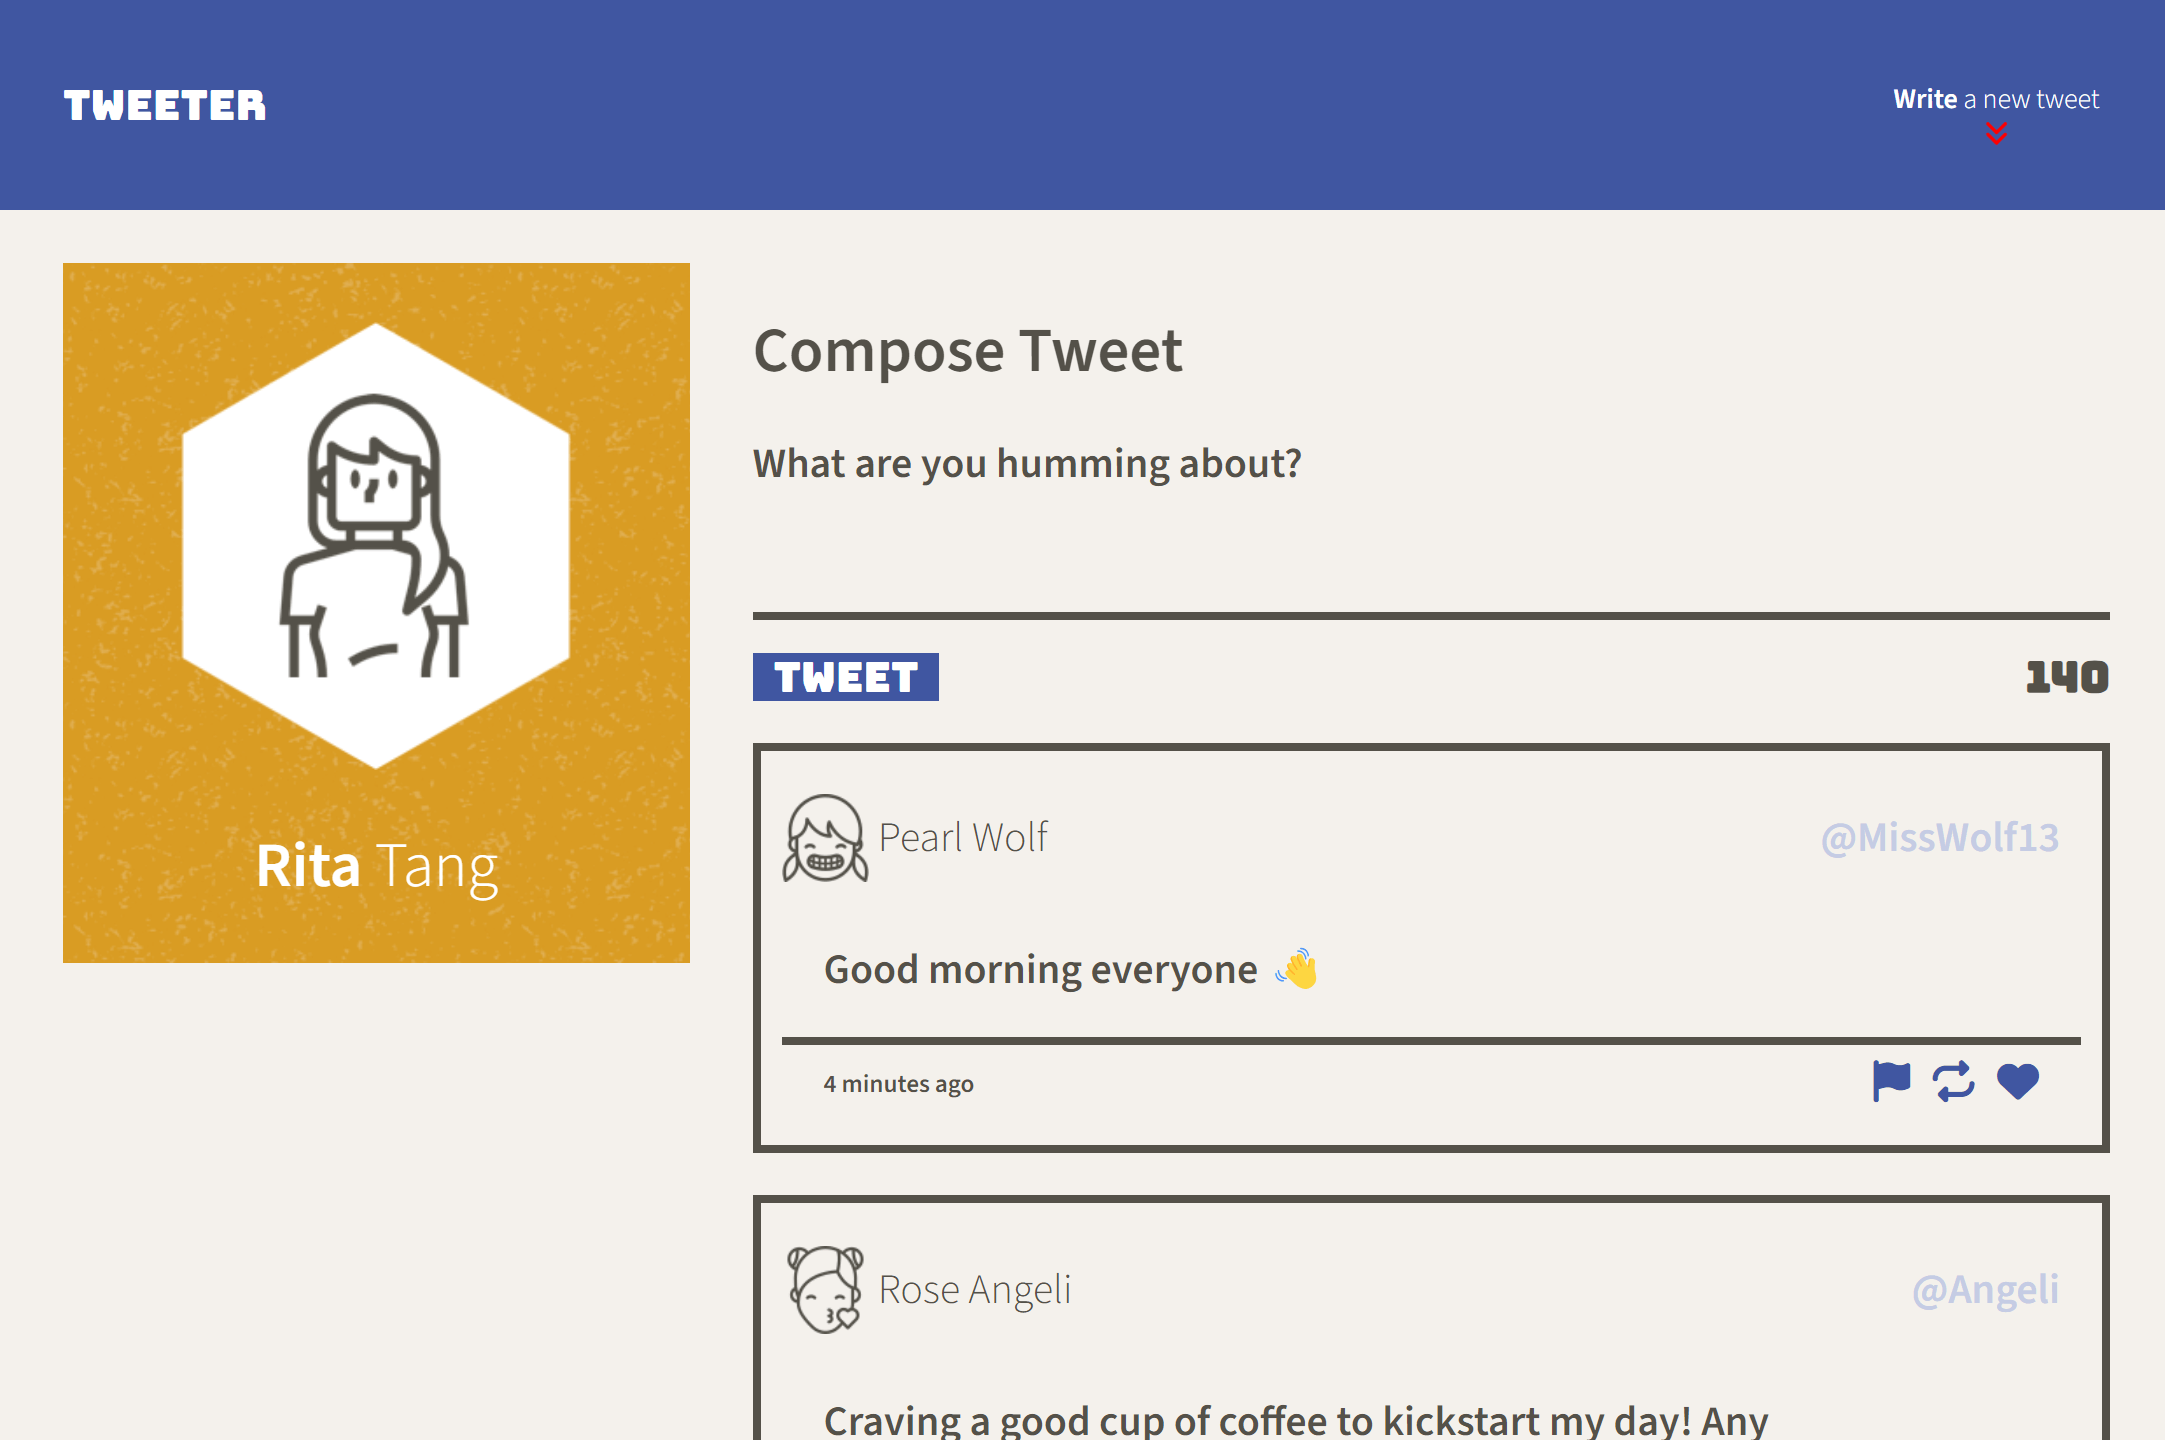 TWEETER
Write a new tweet
Rita Tang
Compose Tweet
What are you humming about?
TWEET
140
Pearl Wolf
@MissWolf13
Good morning everyone 👋
4 minutes ago
Rose Angeli
@Angeli
Craving a good cup of coffee to kickstart my day! Any